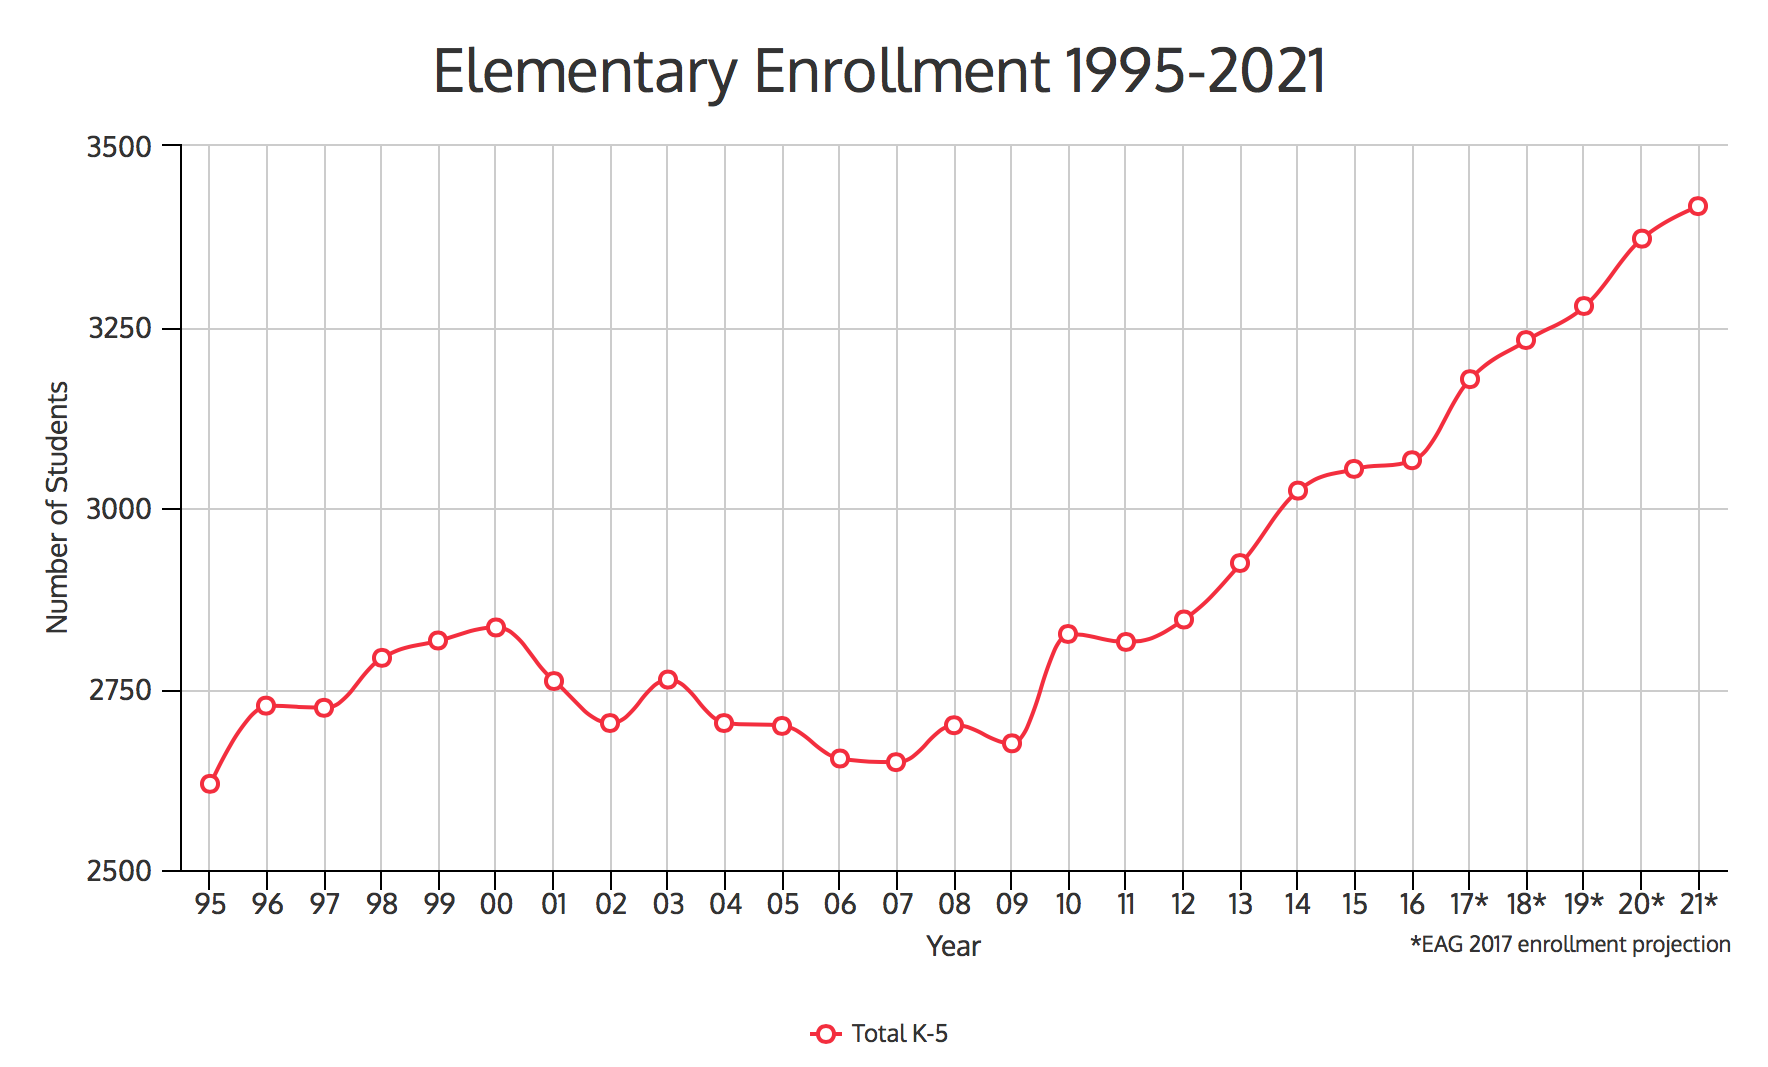 Elementary Enrollment 1995-2021
3500
3250
3000
2750
2500
Number of Students
95 96 97 98 99 00 01 02 03 04 05 06 07 08 09 10 11 12 13 14 15 16 17* 18* 19* 20* 21*
Year
*EAG 2017 enrollment projection
Total K-5